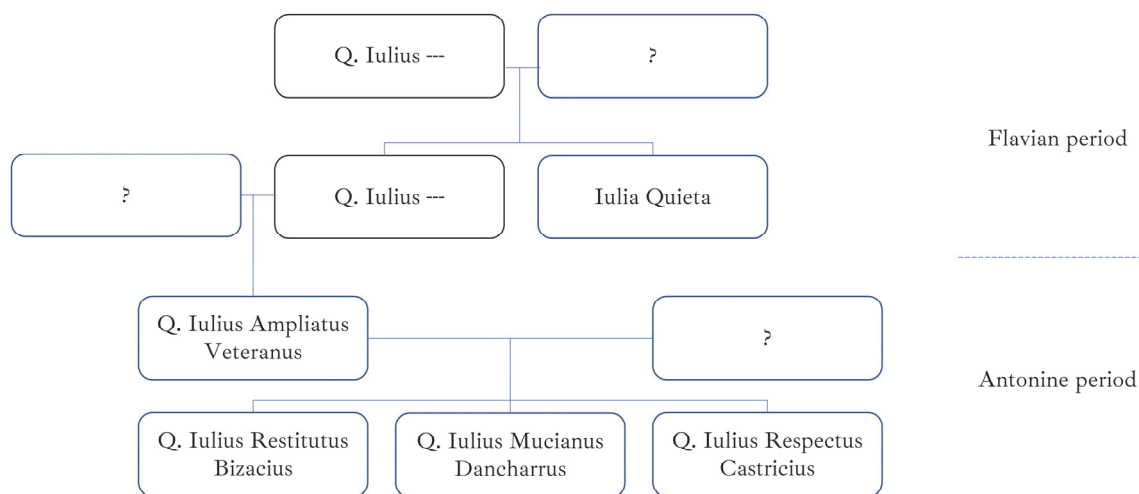 Q. Iulius ---
?
Flavian period
?
Q. Iulius ---
Iulia Quieta
Q. Iulius Ampliatus
Veteranus
?
Antonine period
Q. Iulius Restitutus
Bizacius
Q. Iulius Mucianus
Dancharrus
Q. Iulius Respectus
Castricius